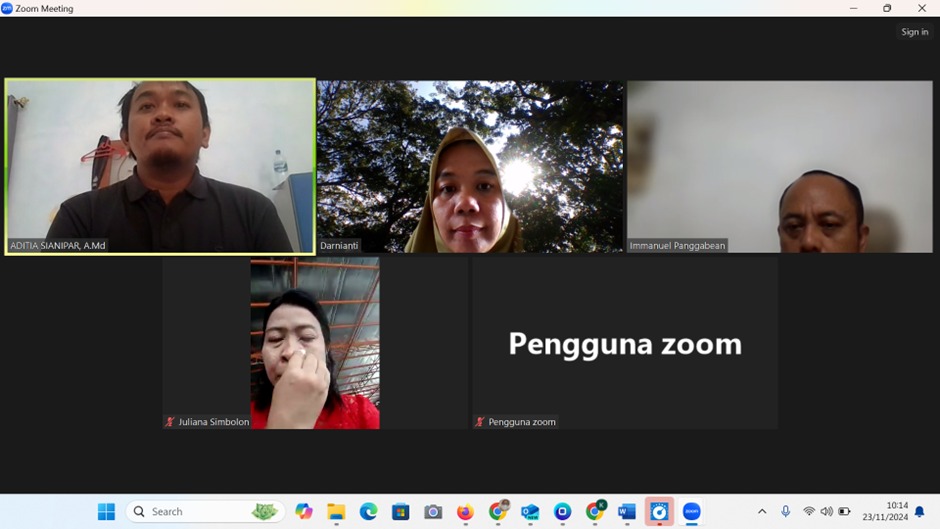 Zoom Meeting
Sign in
ADITIA SIANIPAR, A.Md
Darnianti
Immanuel Panggabean
Pengguna zoom
Juliana Simbolon
Pengguna zoom
Search
10:14
23/11/2024